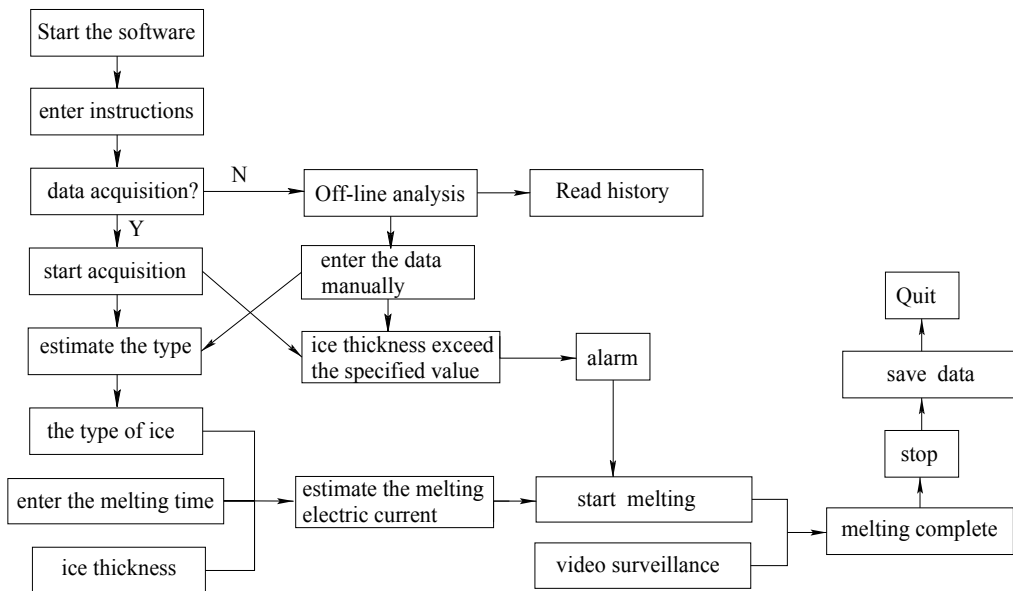 Start the software
enter instructions
data acquisition?
N
Off-line analysis
Read history
Y
start acquisition
enter the data
manually
Quit
estimate the type
ice thickness exceed
the specified value
alarm
save data
the type of ice
stop
enter the melting time
estimate the melting
electric current
start melting
melting complete
ice thickness
video surveillance